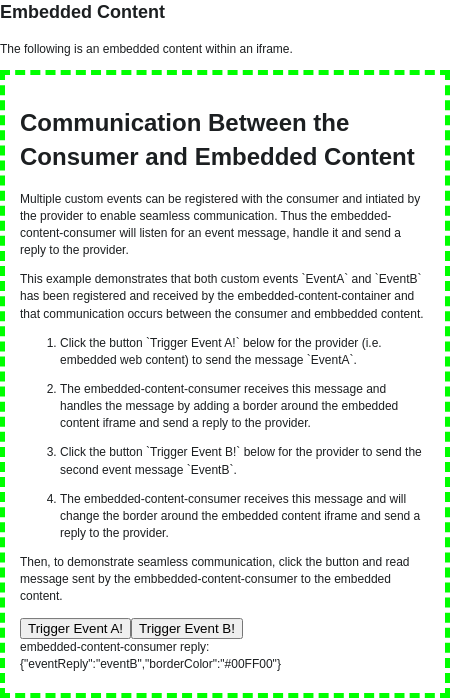 Embedded Content
The following is an embedded content within an iframe.
Communication Between the
Consumer and Embedded Content
Multiple custom events can be registered with the consumer and intiated by
the provider to enable seamless communication. Thus the embedded-
content-consumer will listen for an event message, handle it and send a
reply to the provider.
This example demonstrates that both custom events `EventA` and `EventB`
has been registered and received by the embedded-content-container and
that communication occurs between the consumer and embbedded content.
1. Click the button `Trigger Event A!` below for the provider (i.e.
embedded web content) to send the message `EventA`.
2. The embedded-content-consumer receives this message and
handles the message by adding a border around the embedded
content iframe and send a reply to the provider.
3. Click the button `Trigger Event B!` below for the provider to send the
second event message `EventB`.
4. The embedded-content-consumer receives this message and will
change the border around the embedded content iframe and send a
reply to the provider.
Then, to demonstrate seamless communication, click the button and read
message sent by the embbedded-content-consumer to the embedded
content.
Trigger Event A! Trigger Event B!
embedded-content-consumer reply:
{"eventReply":"eventB","borderColor":"#00FF00"}